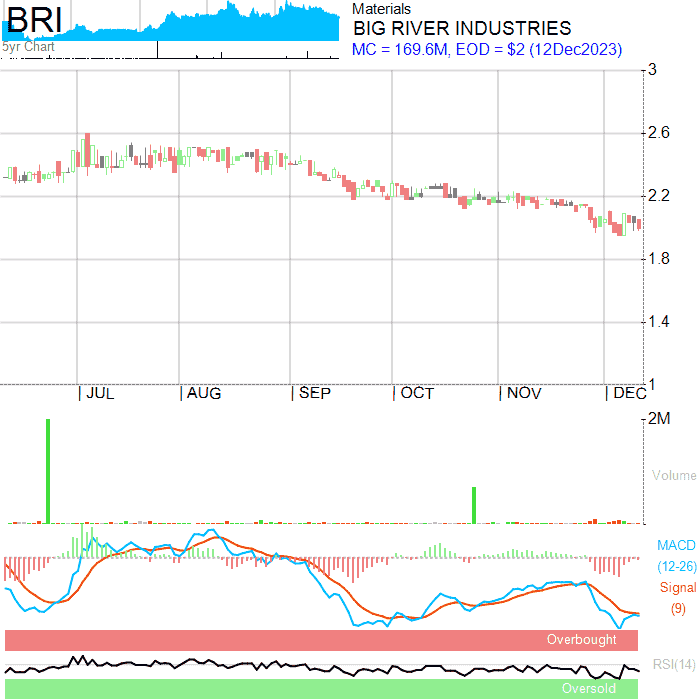 BRI
5yr Chart
Materials
BIG RIVER INDUSTRIES
MC = 169.6M, EOD = $2 (12Dec2023)
3
2.6
2.2
1.8
1.4
1
JUL
AUG
SEP
OCT
NOV
DEC
2M
Volume
MACD
(12-26)
Signal
(9)
Overbought
RSI(14)
Oversold